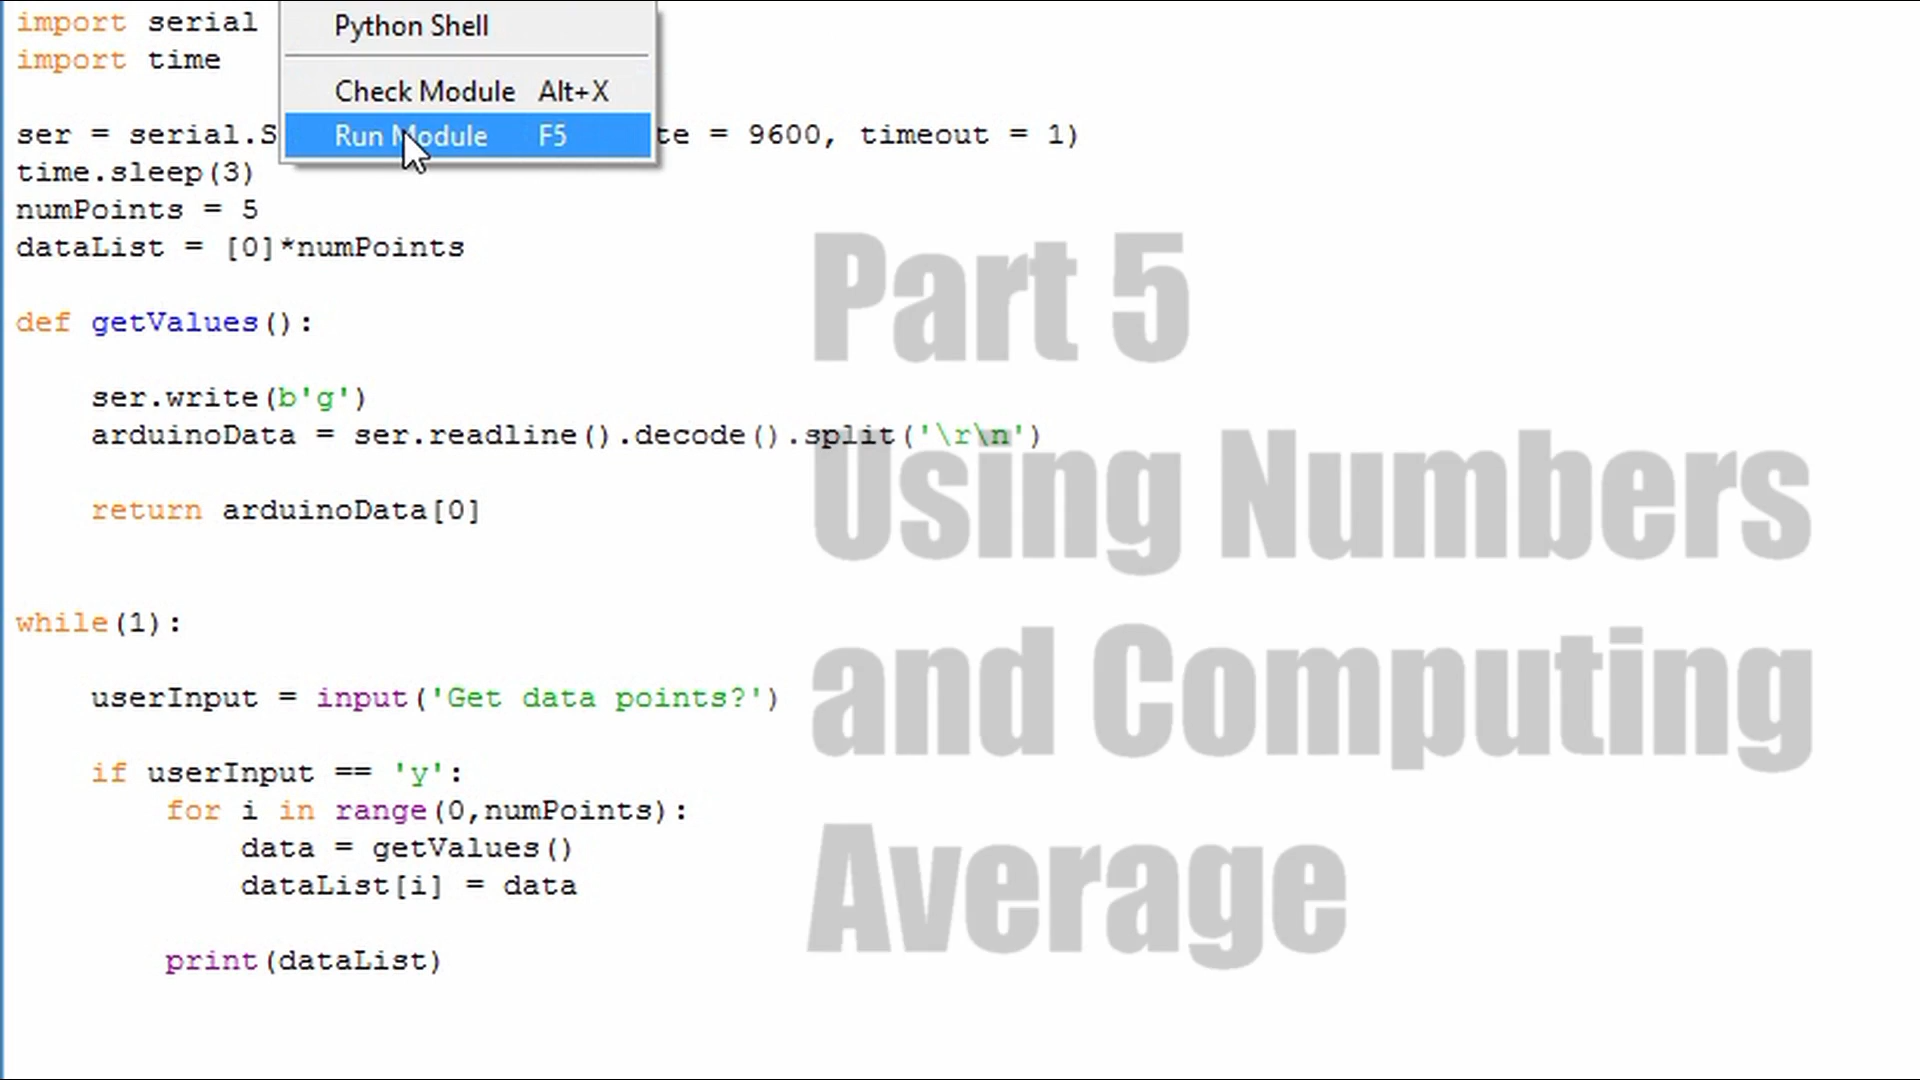 import serial
import time
Python Shell
Check Module Alt+X
Run Module F5
ser = serial.S te = 9600, timeout = 1)
time.sleep(3)
numPoints = 5
dataList = [0]*numPoints
def getValues():
ser.write(b'g')
arduinoData = ser.readline().decode().split('\r\n')
return arduinoData[0]
while(1):
userInput = input('Get data points?')
if userInput == 'y':
for i in range(0,numPoints):
data = getValues()
dataList[i] = data
print(dataList)
Part 5
Using Numbers
and Computing
Average